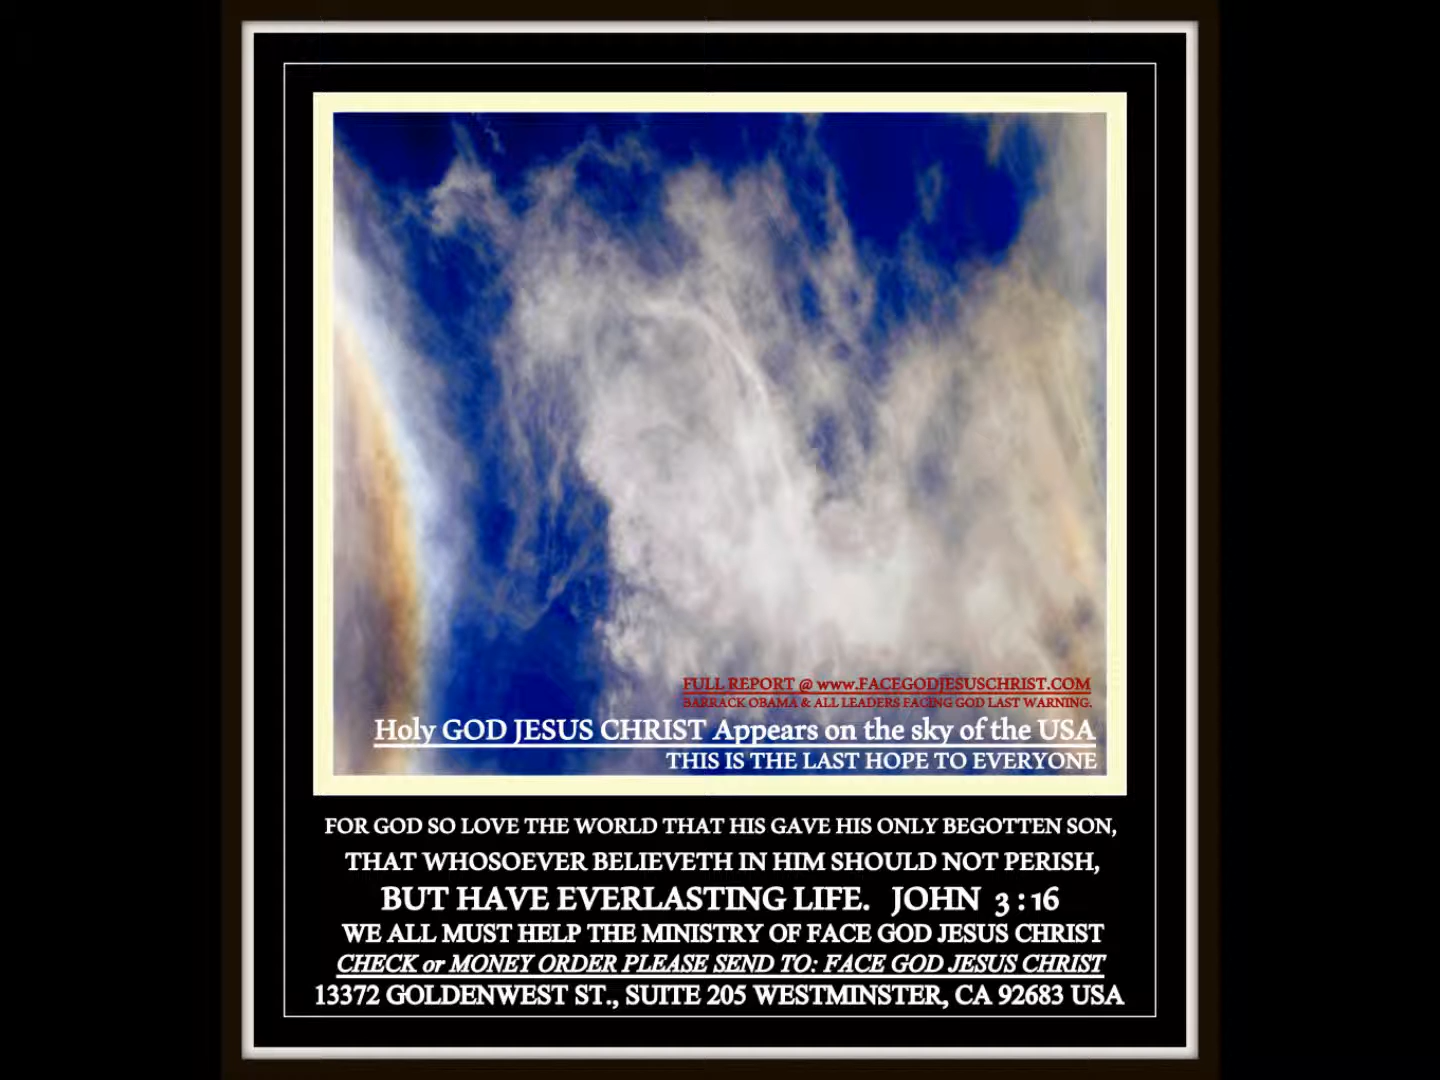 FULL REPORT @ www.FACEGODJESUSCHRIST.COM
BARRACK OBAMA & ALL LEADERS FACING GOD LAST WARNING.
Holy GOD JESUS CHRIST Appears on the sky of the USA
THIS IS THE LAST HOPE TO EVERYONE
FOR GOD SO LOVE THE WORLD THAT HIS GAVE HIS ONLY BEGOTTEN SON,
THAT WHOSOEVER BELIEVETH IN HIM SHOULD NOT PERISH,
BUT HAVE EVERLASTING LIFE. JOHN 3 : 16
WE ALL MUST HELP THE MINISTRY OF FACE GOD JESUS CHRIST
CHECK or MONEY ORDER PLEASE SEND TO: FACE GOD JESUS CHRIST
13372 GOLDENWEST ST., SUITE 205 WESTMINSTER, CA 92683 USA